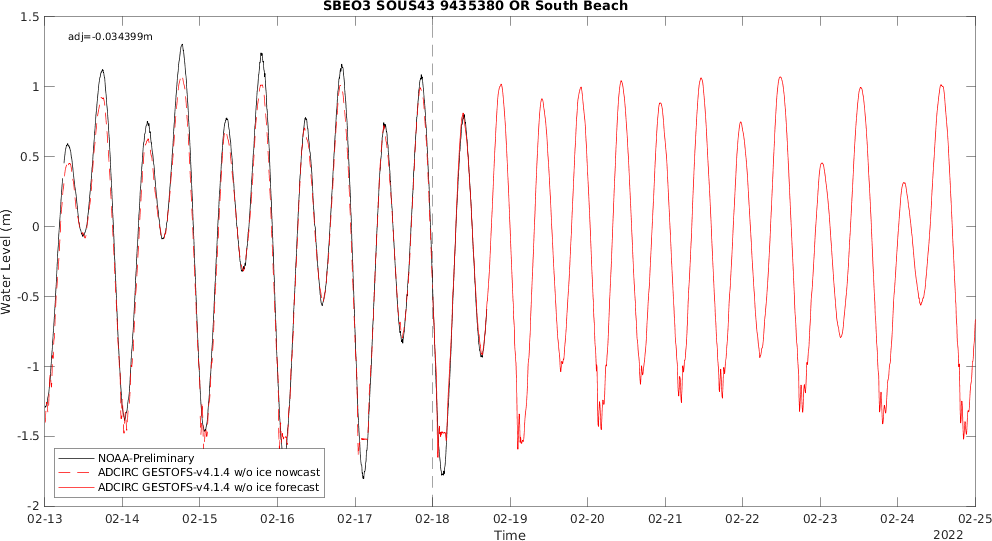 SBEO3 SOUS43 9435380 OR South Beach
adj=-0.034399m
1.5
1
0.5
0
-0.5
-1
-1.5
-2
Water Level (m)
NOAA-Preliminary
ADCIRC GESTOFS-v4.1.4 w/o ice nowcast
ADCIRC GESTOFS-v4.1.4 w/o ice forecast
02-13 02-14 02-15 02-16 02-17 02-18 02-19 02-20 02-21 02-22 02-23 02-24 02-25
Time
2022